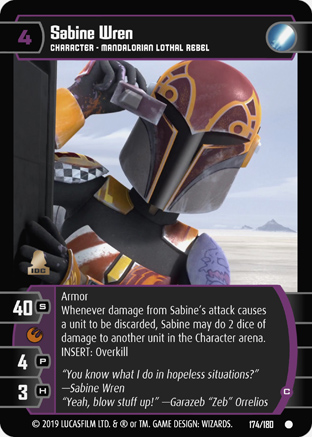 4
Sabine Wren
CHARACTER - MANDALORIAN LOTHAL REBEL
IDC
40 S
4 P
3 H
Armor
Whenever damage from Sabine's attack causes
a unit to be discarded, Sabine may do 2 dice of
damage to another unit in the Character arena.
INSERT: Overkill
"You know what I do in hopeless situations?"
—Sabine Wren
"Yeah, blow stuff up!" —Garazeb "Zeb" Orrelios
C
© 2019 LUCASFILM LTD. & ® or TM. GAME DESIGN: WIZARDS.
174/180